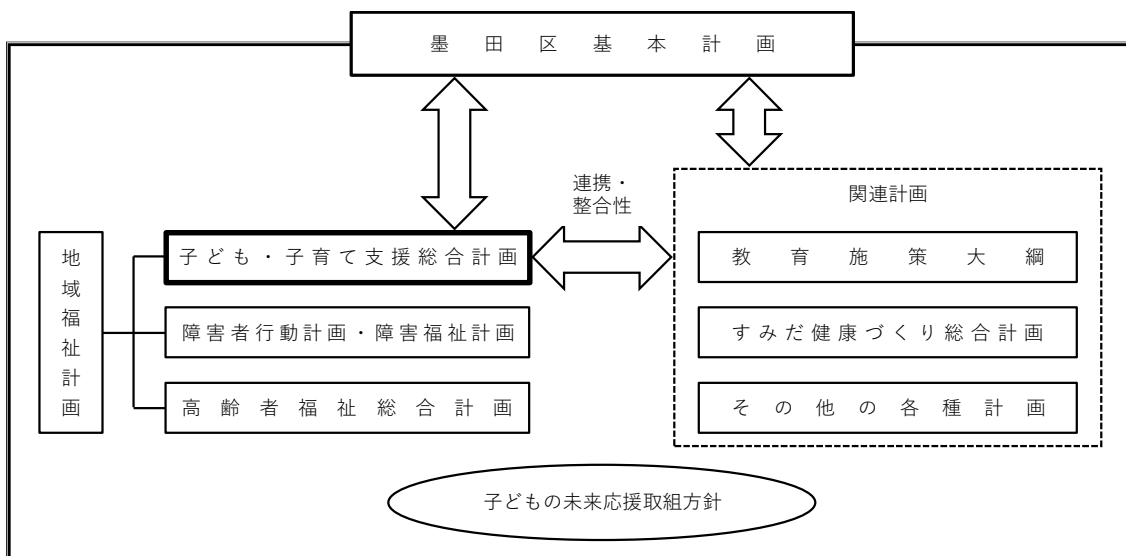 墨田区基本計画
連携・
整合性
関連計画
地域福祉計画
子ども・子育て支援総合計画
教育施策大綱
障害者行動計画・障害福祉計画
すみだ健康づくり総合計画
高齢者福祉総合計画
その他の各種計画
子どもの未来応援取組方針